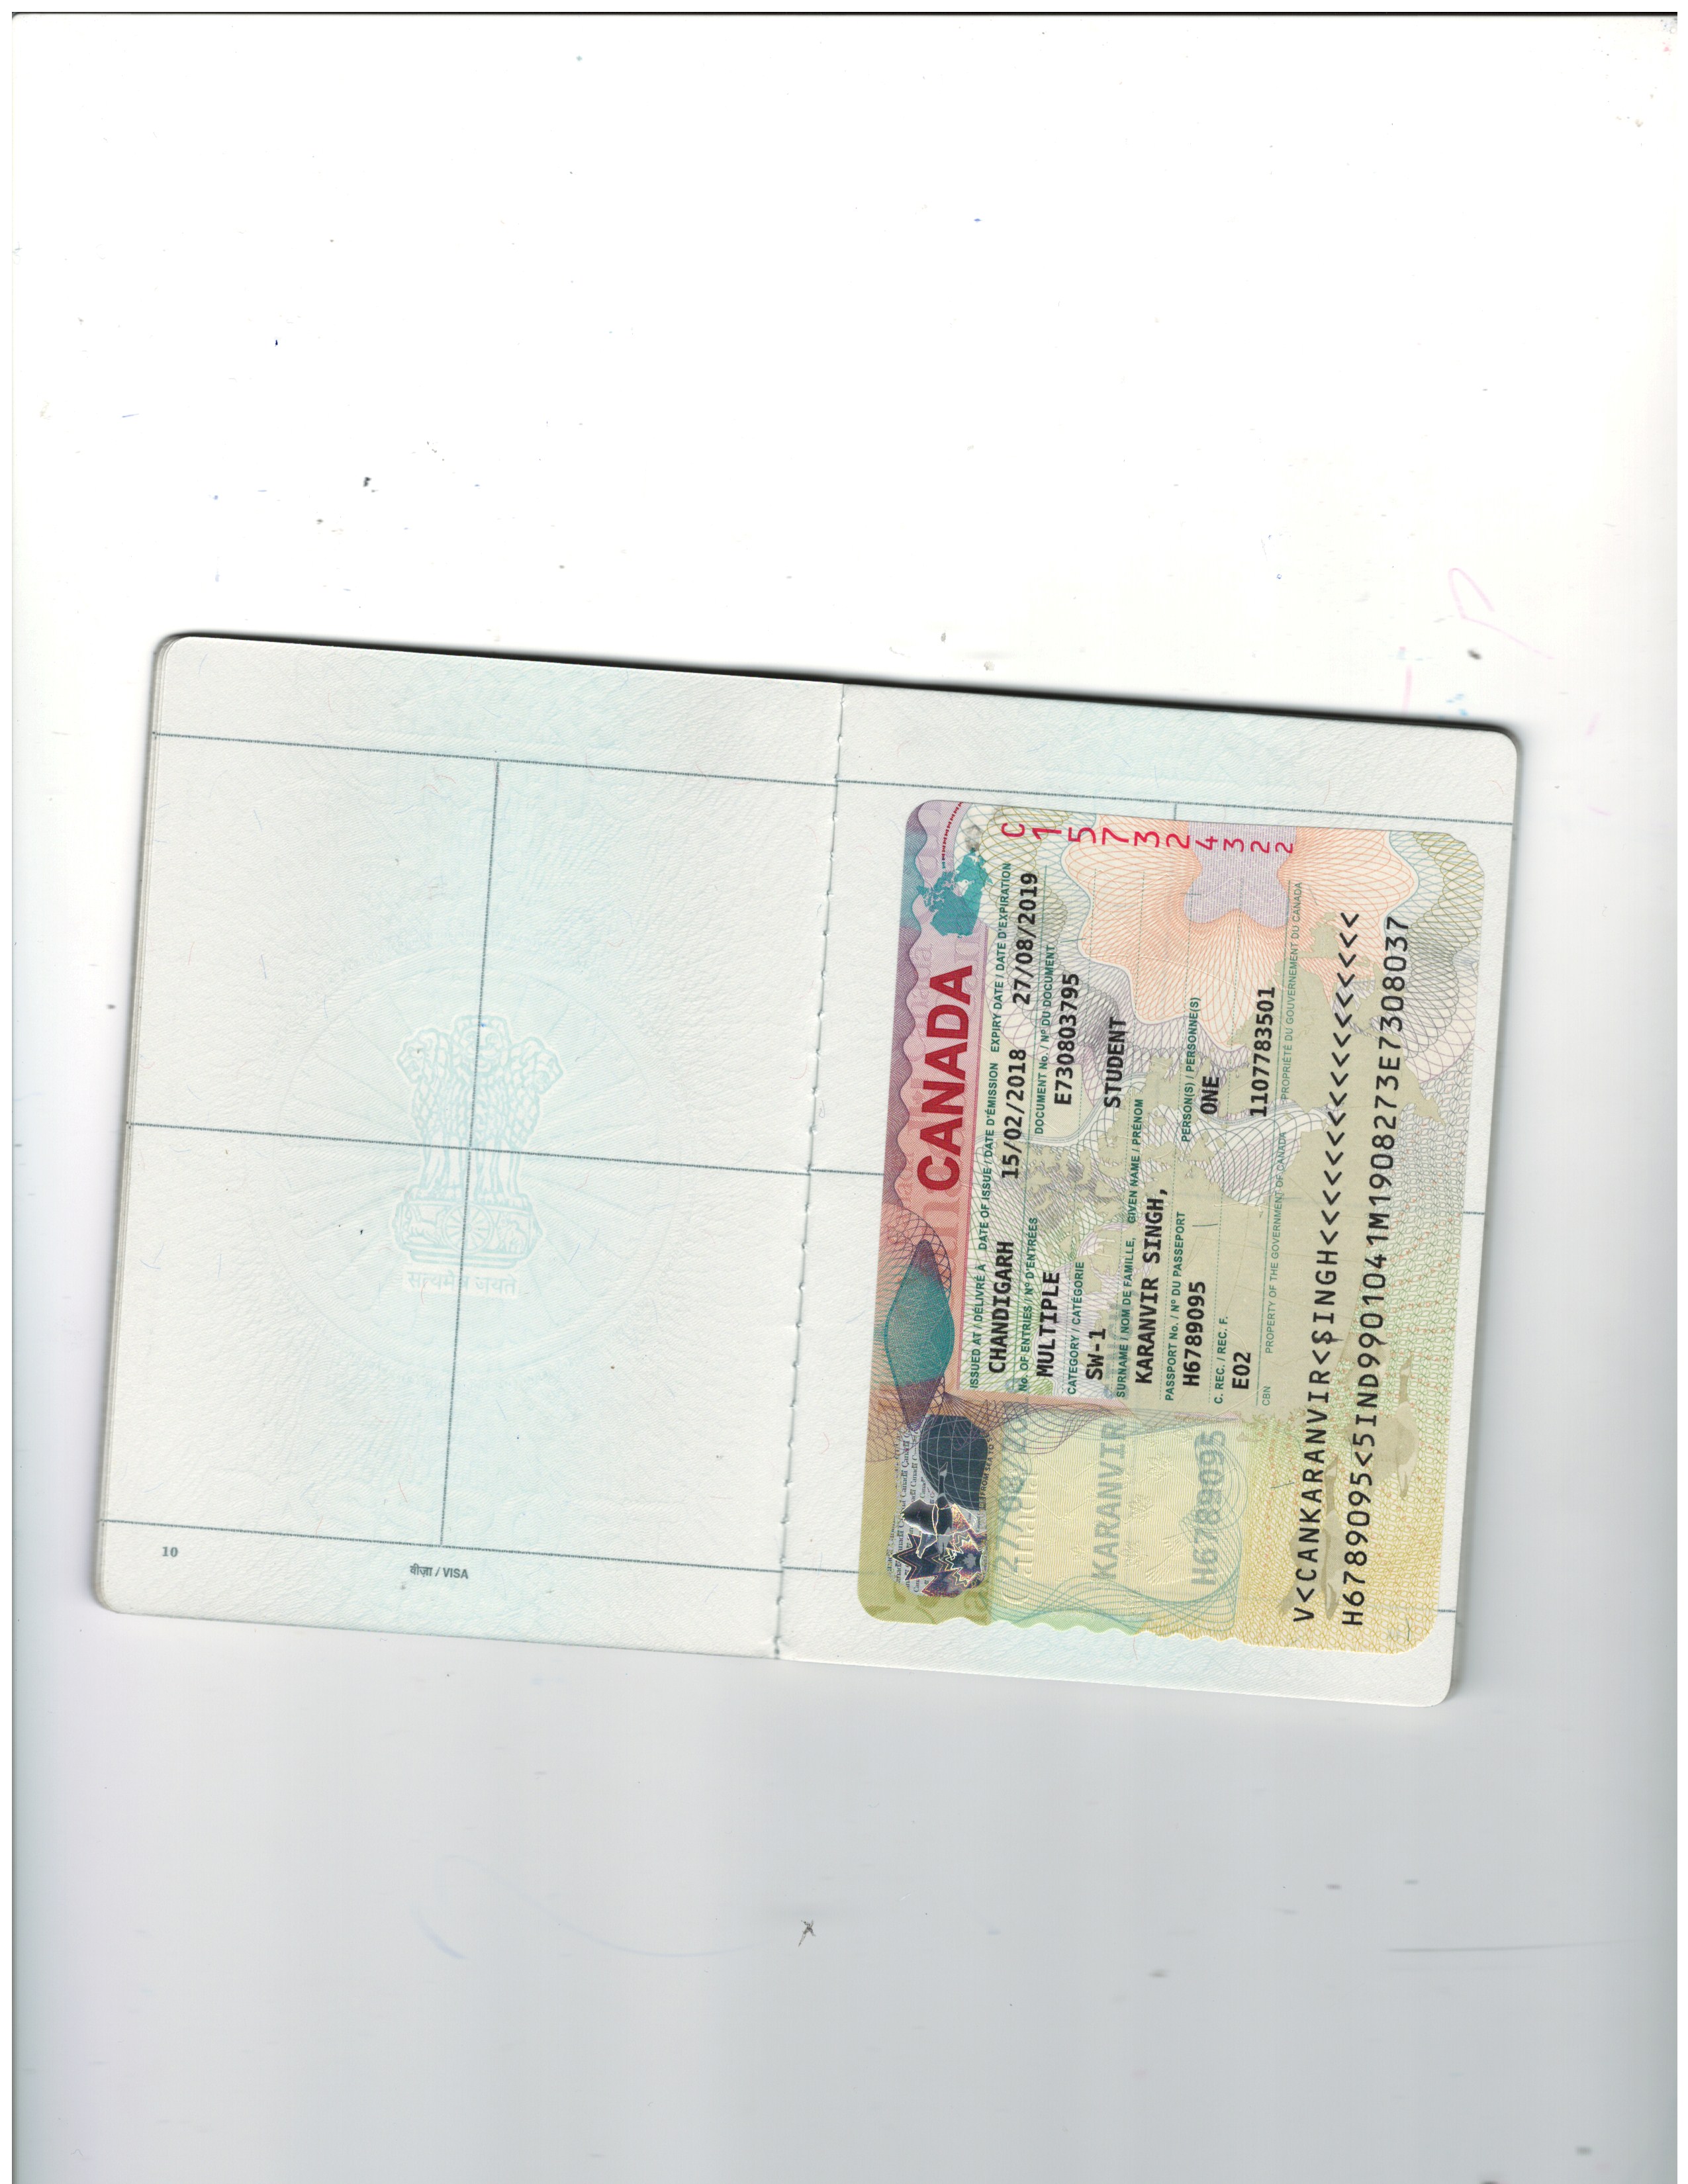 सत्यमेव जयते
10
वीज़ा / VISA
CANADA
ISSUED AT / DÉLIVRÉ À DATE OF ISSUE / DATE D'ÉMISSION EXPIRY DATE / DATE D'EXPIRATION
CHANDIGARH 15/02/2018 27/08/2019
No. OF ENTRIES / Nº D'ENTRÉES DOCUMENT No. / Nº DU DOCUMENT
MULTIPLE E730803795
CATEGORY / CATÉGORIE
SW-1 STUDENT
SURNAME / NOM DE FAMILLE, GIVEN NAME / PRÉNOM
KARANVIR SINGH,
PASSPORT No. / Nº DU PASSEPORT PERSON(S) / PERSONNE(S)
H6789095 ONE
C. REC. / REC. F.
E02 1107783501
CBN PROPERTY OF THE GOVERNMENT OF CANADA PROPRIÉTÉ DU GOUVERNEMENT DU CANADA
C157324322
Canada
KARANVIR
H6789095
V<CANKARANVIR<SINGH<<<<<<<<<<<<<<<<<<<<<<<<<
H6789095<5IND9901041M1908273E7308037